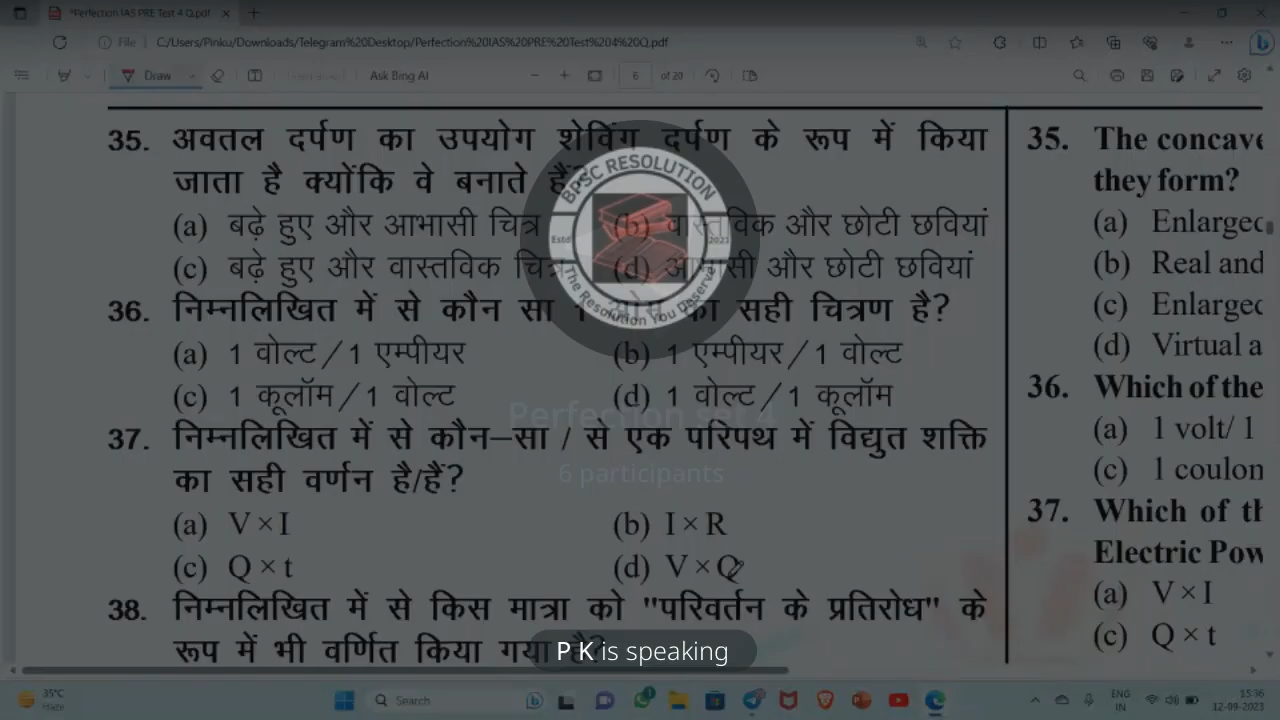 *Perfection IAS PRE Test 4 Q.pdf
File C:/Users/Pinku/Downloads/Telegram%20Desktop/Perfection%20IAS%20PRE%20Test%204%20Q.pdf
Draw Ask Bing AI 6 of 20
35. अवतल दर्पण का उपयोग शेविंग दर्पण के रूप में किया
जाता है क्योंकि वे बनाते हैं?
(a) बढ़े हुए और आभासी चित्र (b) वास्तविक और छोटी छवियां
(c) बढ़े हुए और वास्तविक चित्र (d) आभासी और छोटी छवियां
36. निम्नलिखित में से कौन सा 1 का सही चित्रण है?
(a) 1 वोल्ट/1 एम्पीयर (b) 1 एम्पीयर/1 वोल्ट
(c) 1 कूलॉम/1 वोल्ट (d) 1 वोल्ट/1 कूलॉम
37. निम्नलिखित में से कौन–सा / से एक परिपथ में विद्युत शक्ति
का सही वर्णन है/हैं?
(a) V×I (b) I×R
(c) Q×t (d) V×Q
38. निम्नलिखित में से किस मात्रा को "परिवर्तन के प्रतिरोध" के
रूप में भी वर्णित किया गया है?
35. The concave
they form?
(a) Enlarged
(b) Real and
(c) Enlarged
(d) Virtual a
36. Which of the
(a) 1 volt/ 1
(c) 1 coulon
37. Which of th
Electric Pow
(a) V×I
(c) Q×t
BPSC RESOLUTION
Estd 2021
The Resolution You Deserve
Perfection set 4
6 participants
P K is speaking
35°C
Haze
Search
ENG
IN
15:36
12-09-2023